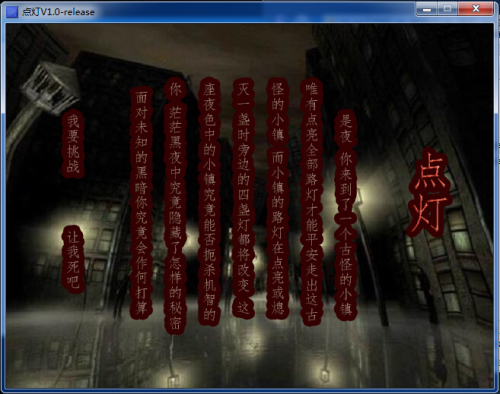 点灯V1.0-release
点灯
是夜 你来到了一个古怪的小镇
唯有点亮全部路灯才能平安走出这古
怪的小镇 而小镇的路灯在点亮或熄
灭一盏时旁边的四盏灯都将改变 这
座夜色中的小镇究竟能否扼杀机智的
你 茫茫黑夜中究竟隐藏了怎样的秘密
面对未知的黑暗你究竟会作何打算
我要挑战
让我死吧